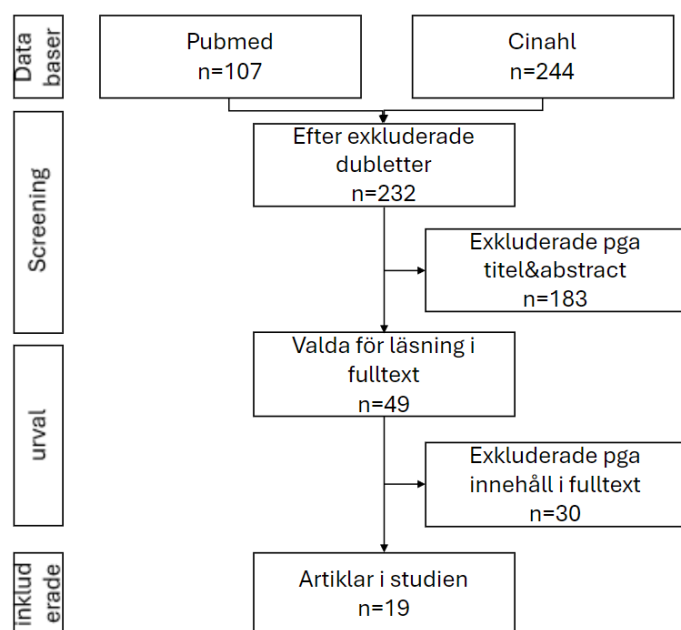 Data
baser
Pubmed
n=107
Cinahl
n=244
Screening
Efter exkluderade
dubletter
n=232
Exkluderade pga
titel&abstract
n=183
urval
Valda för läsning i
fulltext
n=49
Exkluderade pga
innehåll i fulltext
n=30
inklud
erade
Artiklar i studien
n=19